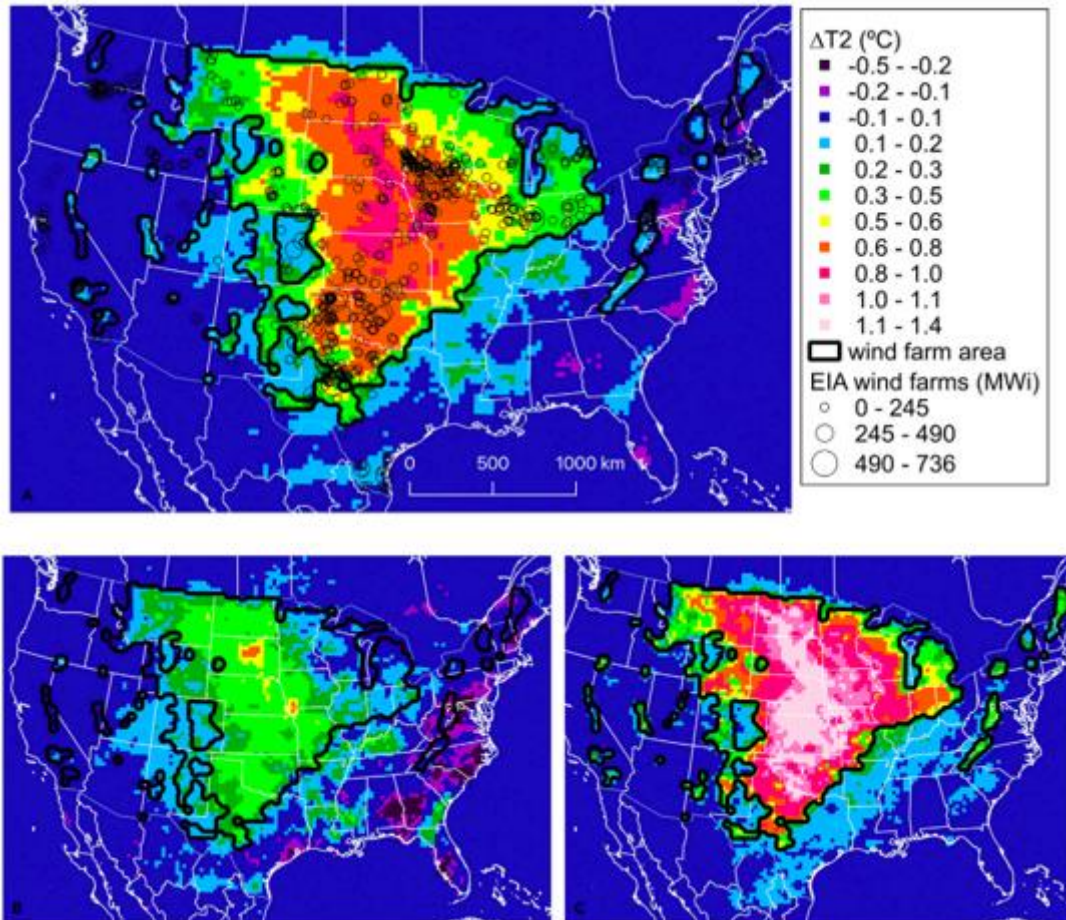 ΔT2 (ºC)
-0.5 - -0.2
-0.2 - -0.1
-0.1 - 0.1
0.1 - 0.2
0.2 - 0.3
0.3 - 0.5
0.5 - 0.6
0.6 - 0.8
0.8 - 1.0
1.0 - 1.1
1.1 - 1.4
wind farm area
EIA wind farms (MWi)
0 - 245
245 - 490
490 - 736
0 500 1000 km
A
B
C